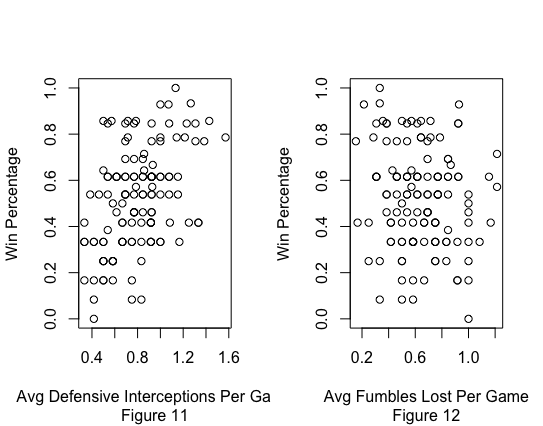 Win Percentage
0.0 0.2 0.4 0.6 0.8 1.0
0.4 0.8 1.2 1.6
Avg Defensive Interceptions Per Ga
Figure 11
Win Percentage
0.0 0.2 0.4 0.6 0.8 1.0
0.2 0.6 1.0
Avg Fumbles Lost Per Game
Figure 12